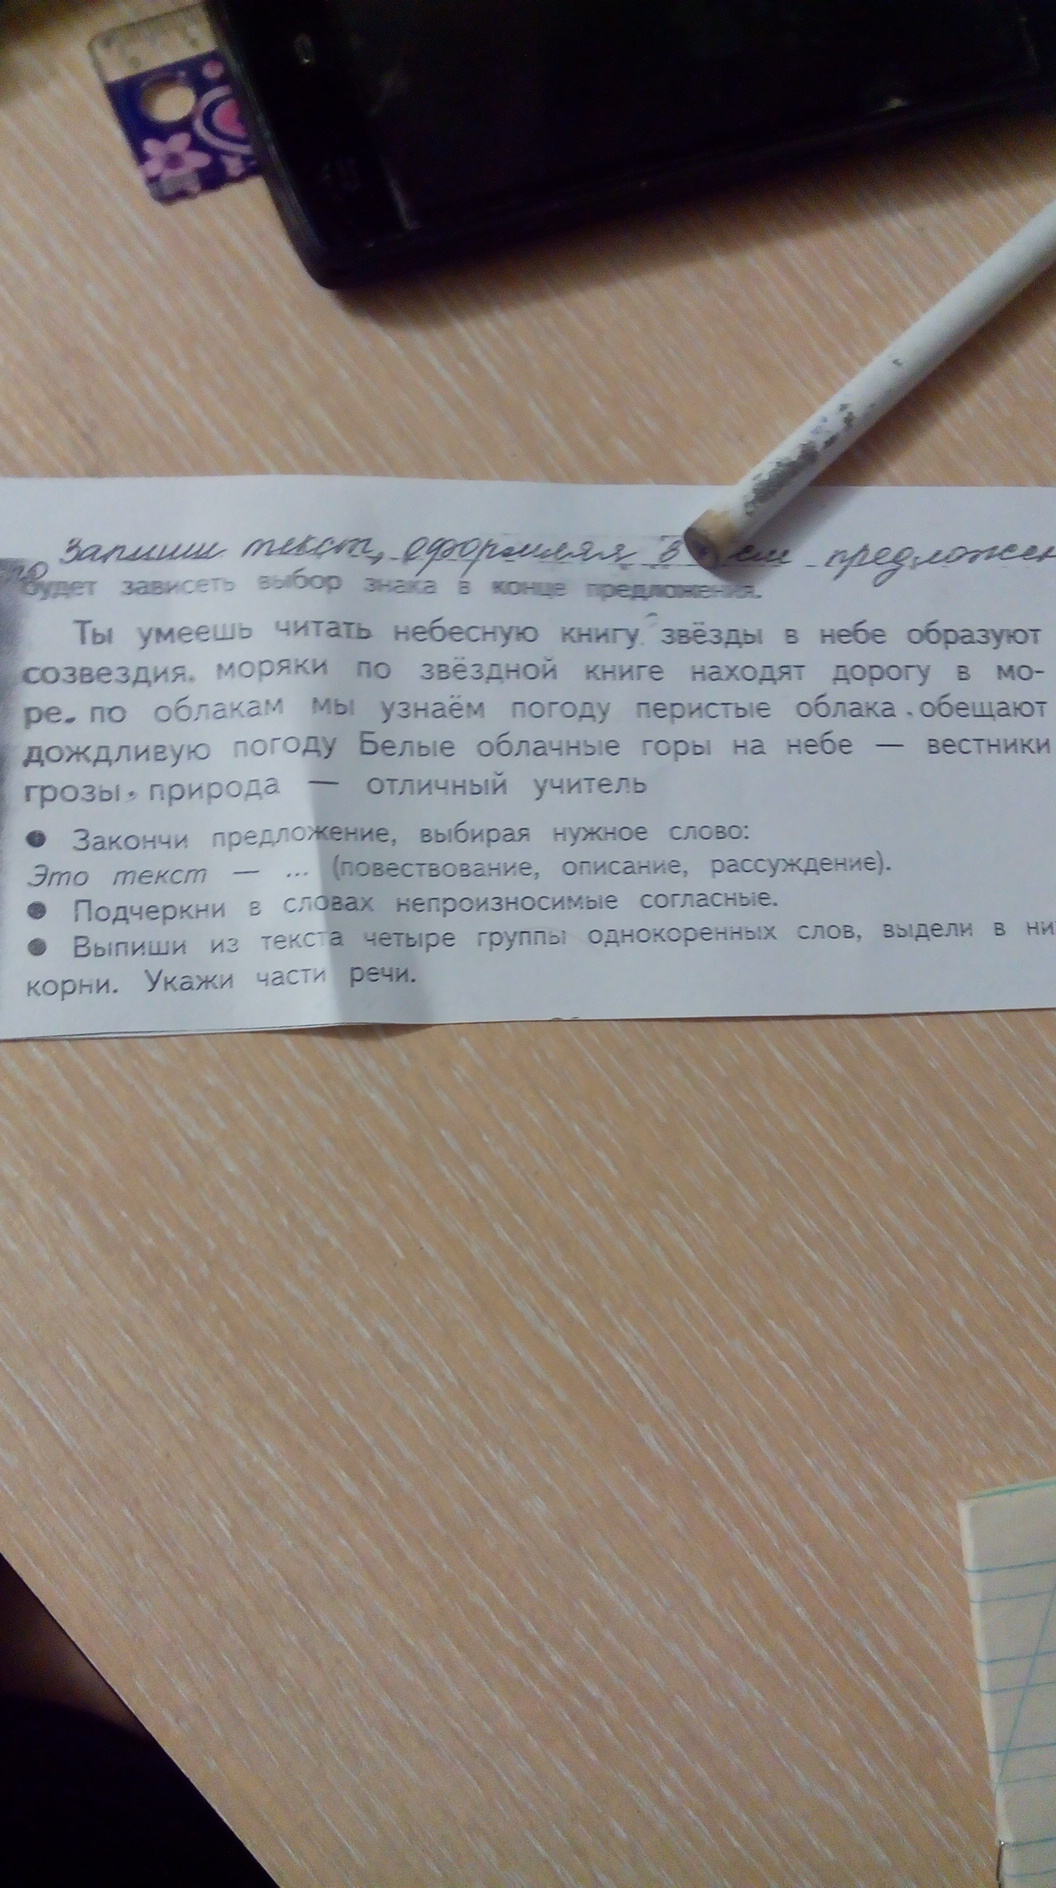 Запиши текст, оформляя в нём предложен
будет зависеть выбор знака в конце предложения.
Ты умеешь читать небесную книгу? звёзды в небе образуют
созвездия. моряки по звёздной книге находят дорогу в мо-
ре. по облакам мы узнаём погоду перистые облака . обещают
дождливую погоду Белые облачные горы на небе — вестники
грозы. природа — отличный учитель
● Закончи предложение, выбирая нужное слово:
Это текст — ... (повествование, описание, рассуждение).
● Подчеркни в словах непроизносимые согласные.
● Выпиши из текста четыре группы однокоренных слов, выдели в ни
корни. Укажи части речи.